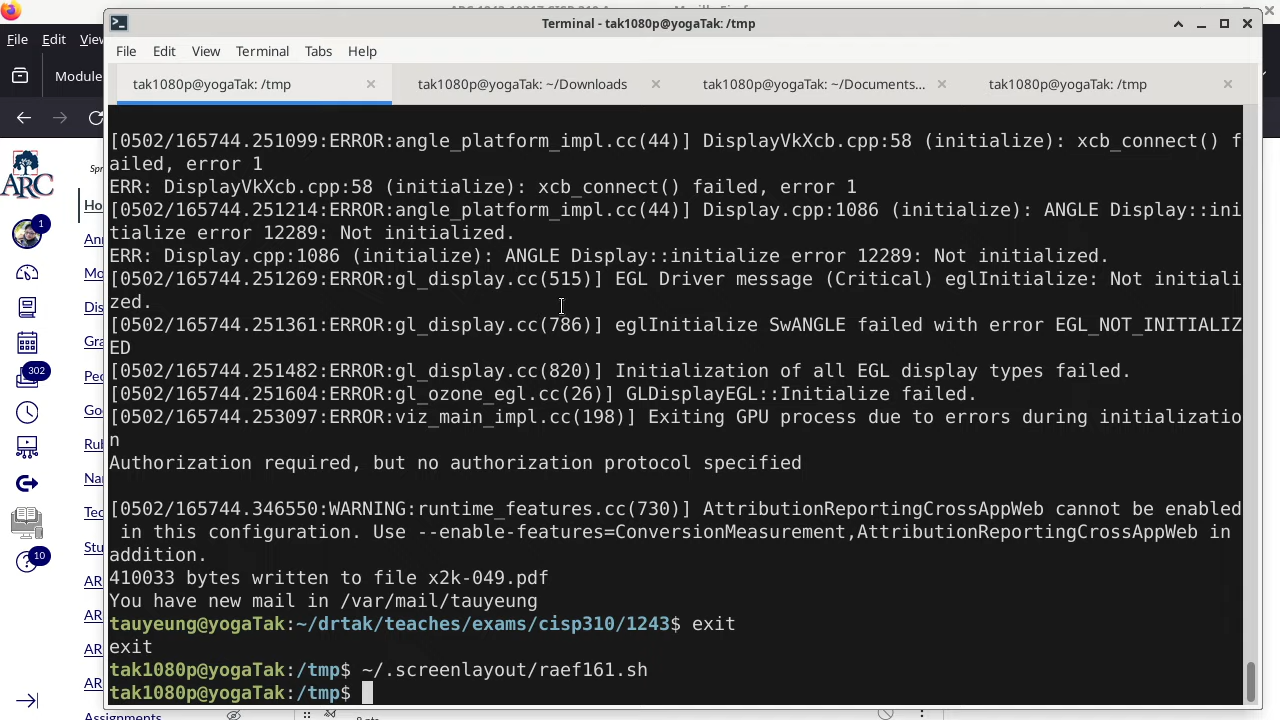 Terminal - tak1080p@yogaTak: /tmp
File Edit View Terminal Tabs Help
tak1080p@yogaTak: /tmp
tak1080p@yogaTak: ~/Downloads
tak1080p@yogaTak: ~/Documents...
tak1080p@yogaTak: /tmp
[0502/165744.251099:ERROR:angle_platform_impl.cc(44)] DisplayVkXcb.cpp:58 (initialize): xcb_connect() f
ailed, error 1
ERR: DisplayVkXcb.cpp:58 (initialize): xcb_connect() failed, error 1
[0502/165744.251214:ERROR:angle_platform_impl.cc(44)] Display.cpp:1086 (initialize): ANGLE Display::ini
tialize error 12289: Not initialized.
ERR: Display.cpp:1086 (initialize): ANGLE Display::initialize error 12289: Not initialized.
[0502/165744.251269:ERROR:gl_display.cc(515)] EGL Driver message (Critical) eglInitialize: Not initiali
zed.
[0502/165744.251361:ERROR:gl_display.cc(786)] eglInitialize SwANGLE failed with error EGL_NOT_INITIALIZ
ED
[0502/165744.251482:ERROR:gl_display.cc(820)] Initialization of all EGL display types failed.
[0502/165744.251604:ERROR:gl_ozone_egl.cc(26)] GLDisplayEGL::Initialize failed.
[0502/165744.253097:ERROR:viz_main_impl.cc(198)] Exiting GPU process due to errors during initializatio
n
Authorization required, but no authorization protocol specified
[0502/165744.346550:WARNING:runtime_features.cc(730)] AttributionReportingCrossAppWeb cannot be enabled
in this configuration. Use --enable-features=ConversionMeasurement,AttributionReportingCrossAppWeb in
addition.
410033 bytes written to file x2k-049.pdf
You have new mail in /var/mail/tauyeung
tauyeung@yogaTak:~/drtak/teaches/exams/cisp310/1243$ exit
exit
tak1080p@yogaTak:/tmp$ ~/.screenlayout/raef161.sh
tak1080p@yogaTak:/tmp$
File Edit
Module
ARC
1
302
10
Assignments